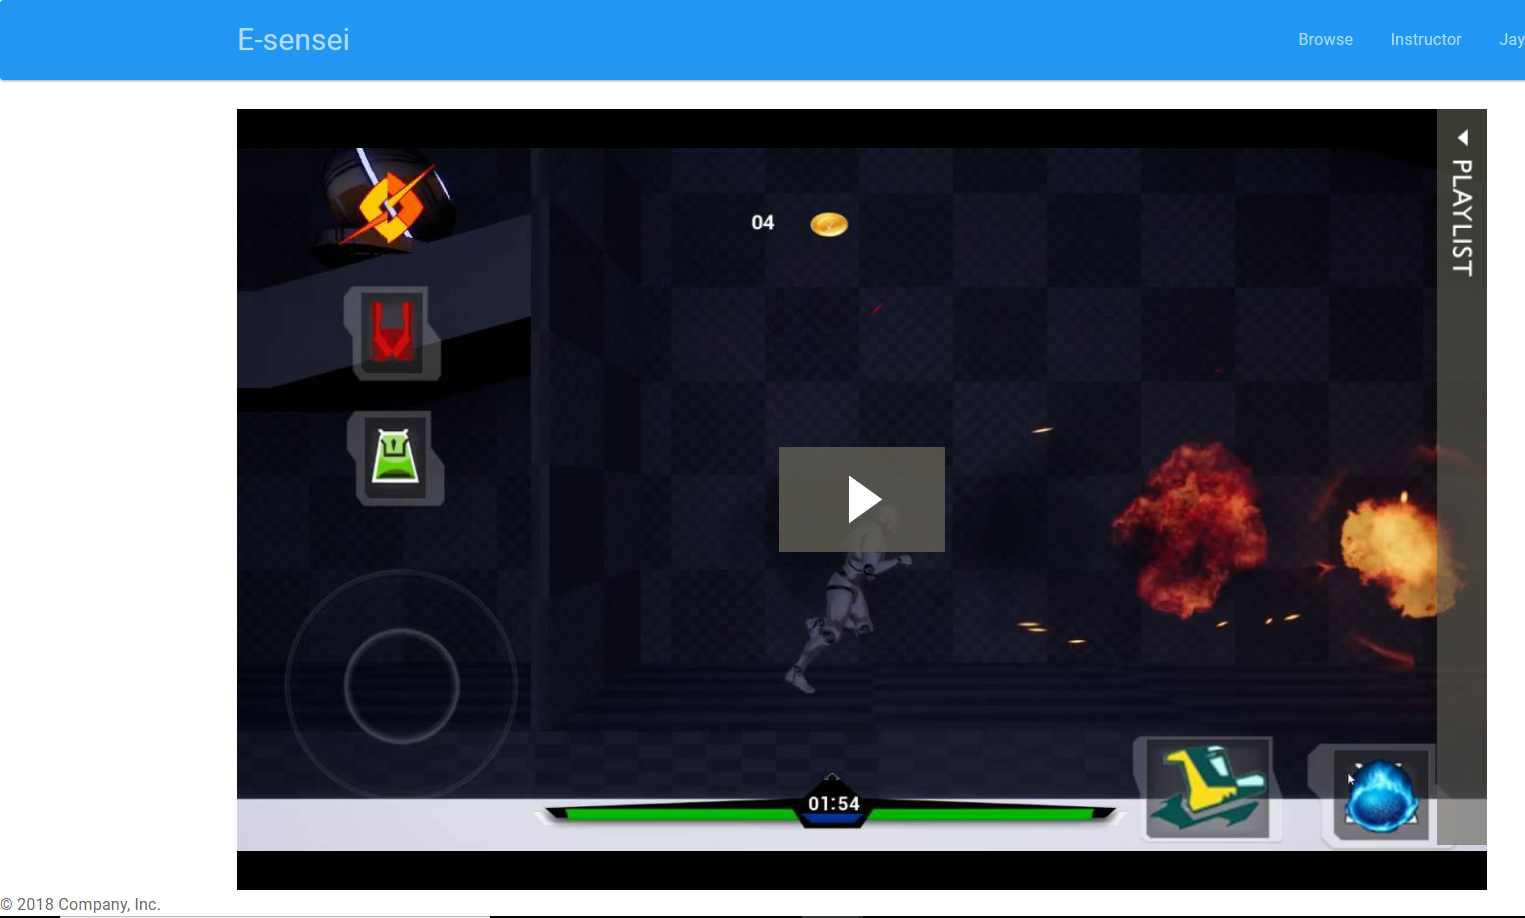 E-sensei
Browse
Instructor
Jay
PLAYLIST
04
01:54
© 2018 Company, Inc.